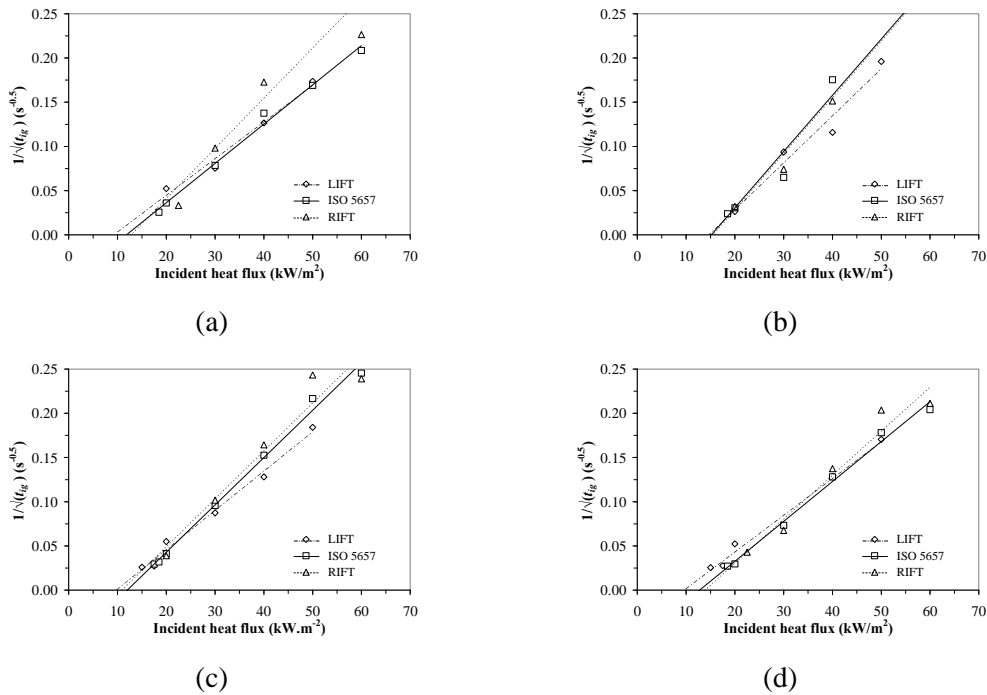 0.25
0.20
0.15
0.10
0.05
0.00
1/√(t_ig) (s^-0.5)
LIFT
ISO 5657
RIFT
0 10 20 30 40 50 60 70
Incident heat flux (kW/m²)
(a)
0.25
0.20
0.15
0.10
0.05
0.00
1/√(t_ig) (s^-0.5)
LIFT
ISO 5657
RIFT
0 10 20 30 40 50 60 70
Incident heat flux (kW/m²)
(b)
0.25
0.20
0.15
0.10
0.05
0.00
1/√(t_ig) (s^-0.5)
LIFT
ISO 5657
RIFT
0 10 20 30 40 50 60 70
Incident heat flux (kW.m⁻²)
(c)
0.25
0.20
0.15
0.10
0.05
0.00
1/√(t_ig) (s^-0.5)
LIFT
ISO 5657
RIFT
0 10 20 30 40 50 60 70
Incident heat flux (kW/m²)
(d)